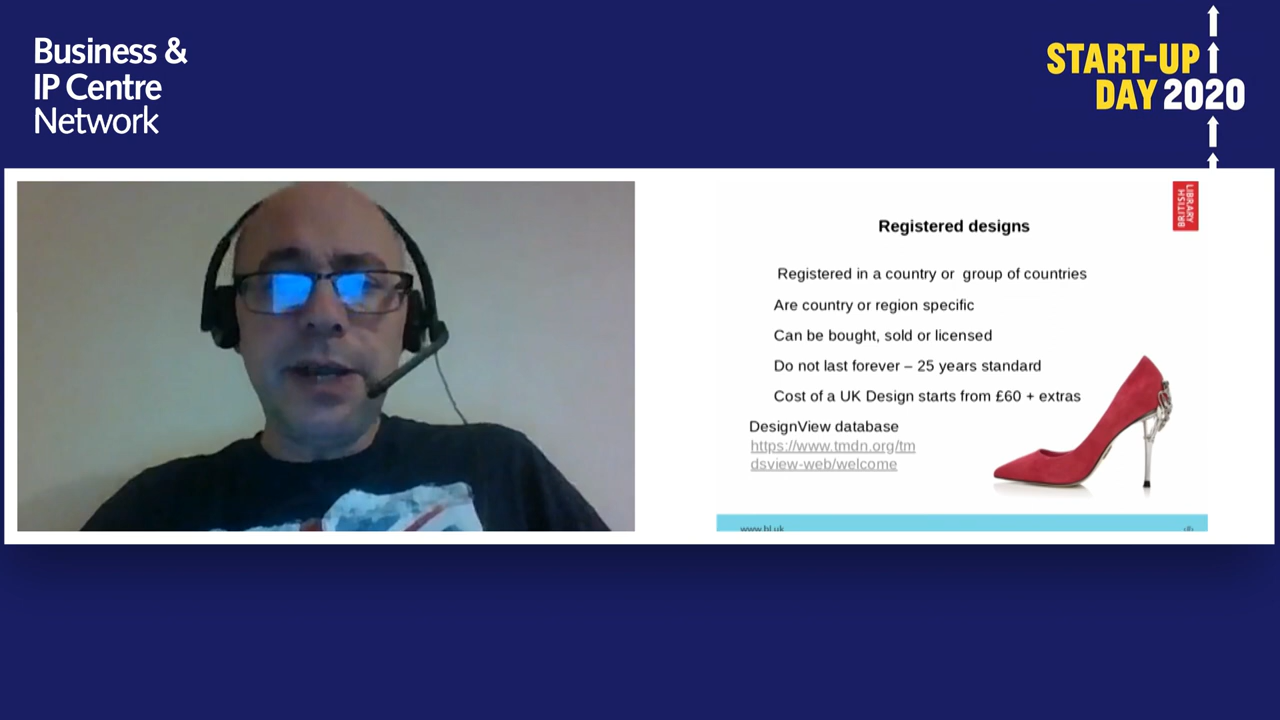 Business &
IP Centre
Network
START-UP
DAY 2020
BRITISH
LIBRARY
Registered designs
Registered in a country or group of countries
Are country or region specific
Can be bought, sold or licensed
Do not last forever – 25 years standard
Cost of a UK Design starts from £60 + extras
DesignView database
https://www.tmdn.org/tm
dsview-web/welcome
www.bl.uk